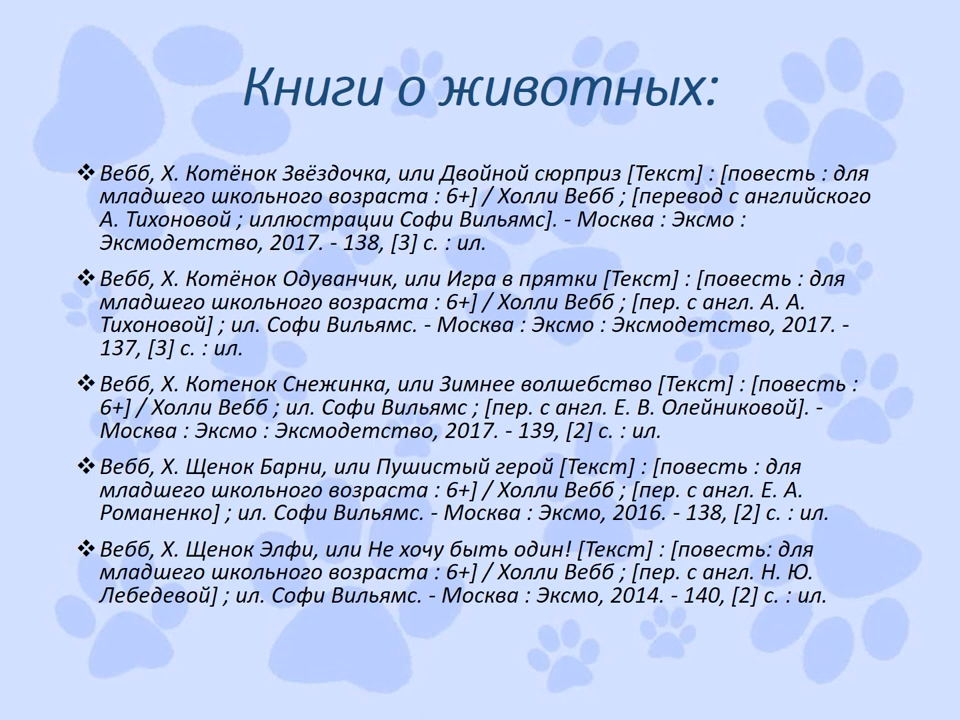 Книги о животных:
❖ Вебб, Х. Котёнок Звёздочка, или Двойной сюрприз [Текст] : [повесть : для
младшего школьного возраста : 6+] / Холли Вебб ; [перевод с английского
А. Тихоновой ; иллюстрации Софи Вильямс]. - Москва : Эксмо :
Эксмодетство, 2017. - 138, [3] с. : ил.
❖ Вебб, Х. Котёнок Одуванчик, или Игра в прятки [Текст] : [повесть : для
младшего школьного возраста : 6+] / Холли Вебб ; [пер. с англ. А. А.
Тихоновой] ; ил. Софи Вильямс. - Москва : Эксмо : Эксмодетство, 2017. -
137, [3] с. : ил.
❖ Вебб, Х. Котенок Снежинка, или Зимнее волшебство [Текст] : [повесть :
6+] / Холли Вебб ; ил. Софи Вильямс ; [пер. с англ. Е. В. Олейниковой]. -
Москва : Эксмо : Эксмодетство, 2017. - 139, [2] с. : ил.
❖ Вебб, Х. Щенок Барни, или Пушистый герой [Текст] : [повесть : для
младшего школьного возраста : 6+] / Холли Вебб ; [пер. с англ. Е. А.
Романенко] ; ил. Софи Вильямс. - Москва : Эксмо, 2016. - 138, [2] с. : ил.
❖ Вебб, Х. Щенок Элфи, или Не хочу быть один! [Текст] : [повесть: для
младшего школьного возраста : 6+] / Холли Вебб ; [пер. с англ. Н. Ю.
Лебедевой] ; ил. Софи Вильямс. - Москва : Эксмо, 2014. - 140, [2] с. : ил.